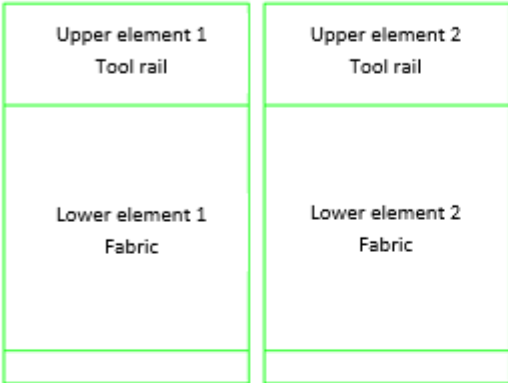 Upper element 1
Tool rail
Upper element 2
Tool rail
Lower element 1
Fabric
Lower element 2
Fabric